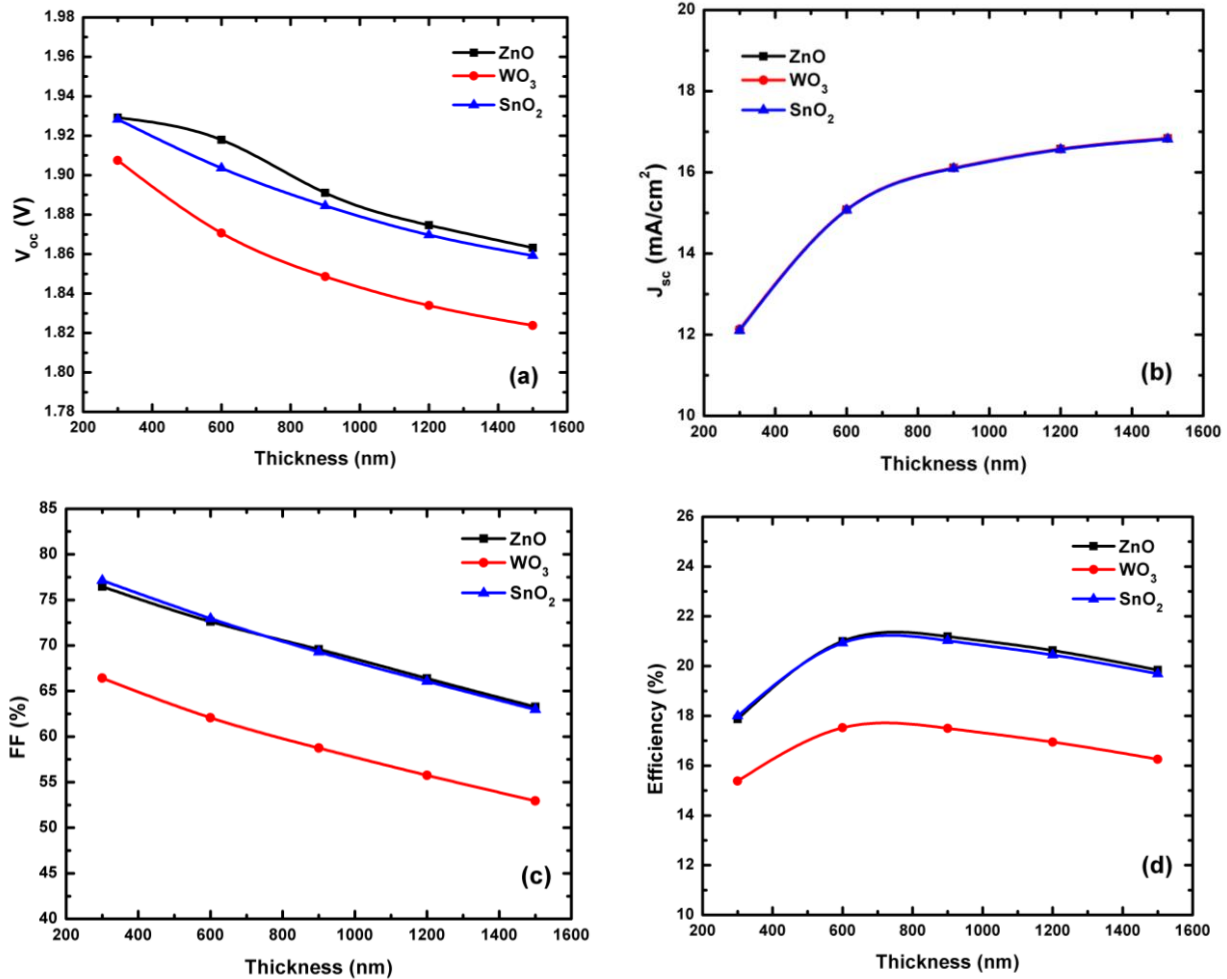 1.98
1.96
1.94
1.92
1.90
1.88
1.86
1.84
1.82
1.80
1.78
V_oc (V)
200 400 600 800 1000 1200 1400 1600
Thickness (nm)
ZnO
WO₃
SnO₂
(a)
20
18
16
14
12
10
J_sc (mA/cm²)
200 400 600 800 1000 1200 1400 1600
Thickness (nm)
ZnO
WO₃
SnO₂
(b)
85
80
75
70
65
60
55
50
45
40
FF (%)
200 400 600 800 1000 1200 1400 1600
Thickness (nm)
ZnO
WO₃
SnO₂
(c)
26
24
22
20
18
16
14
12
10
Efficiency (%)
200 400 600 800 1000 1200 1400 1600
Thickness (nm)
ZnO
WO₃
SnO₂
(d)